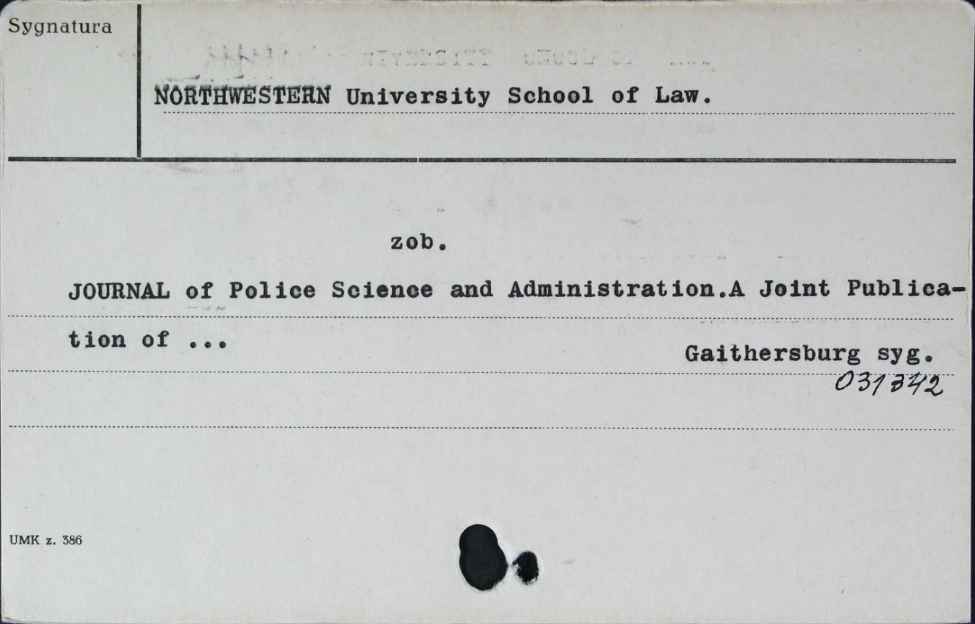 Sygnatura
NORTHWESTERN University School of Law.
zob.
JOURNAL of Police Science and Administration.A Joint Publica-
tion of ...
Gaithersburg syg.
031342
UMK z. 386